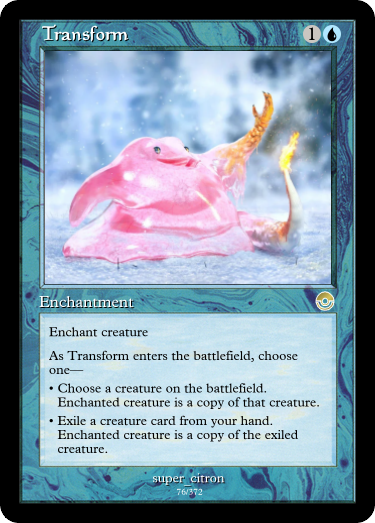 Transform 1
Enchantment
Enchant creature
As Transform enters the battlefield, choose
one—
• Choose a creature on the battlefield.
Enchanted creature is a copy of that creature.
• Exile a creature card from your hand.
Enchanted creature is a copy of the exiled
creature.
super_citron
76/372